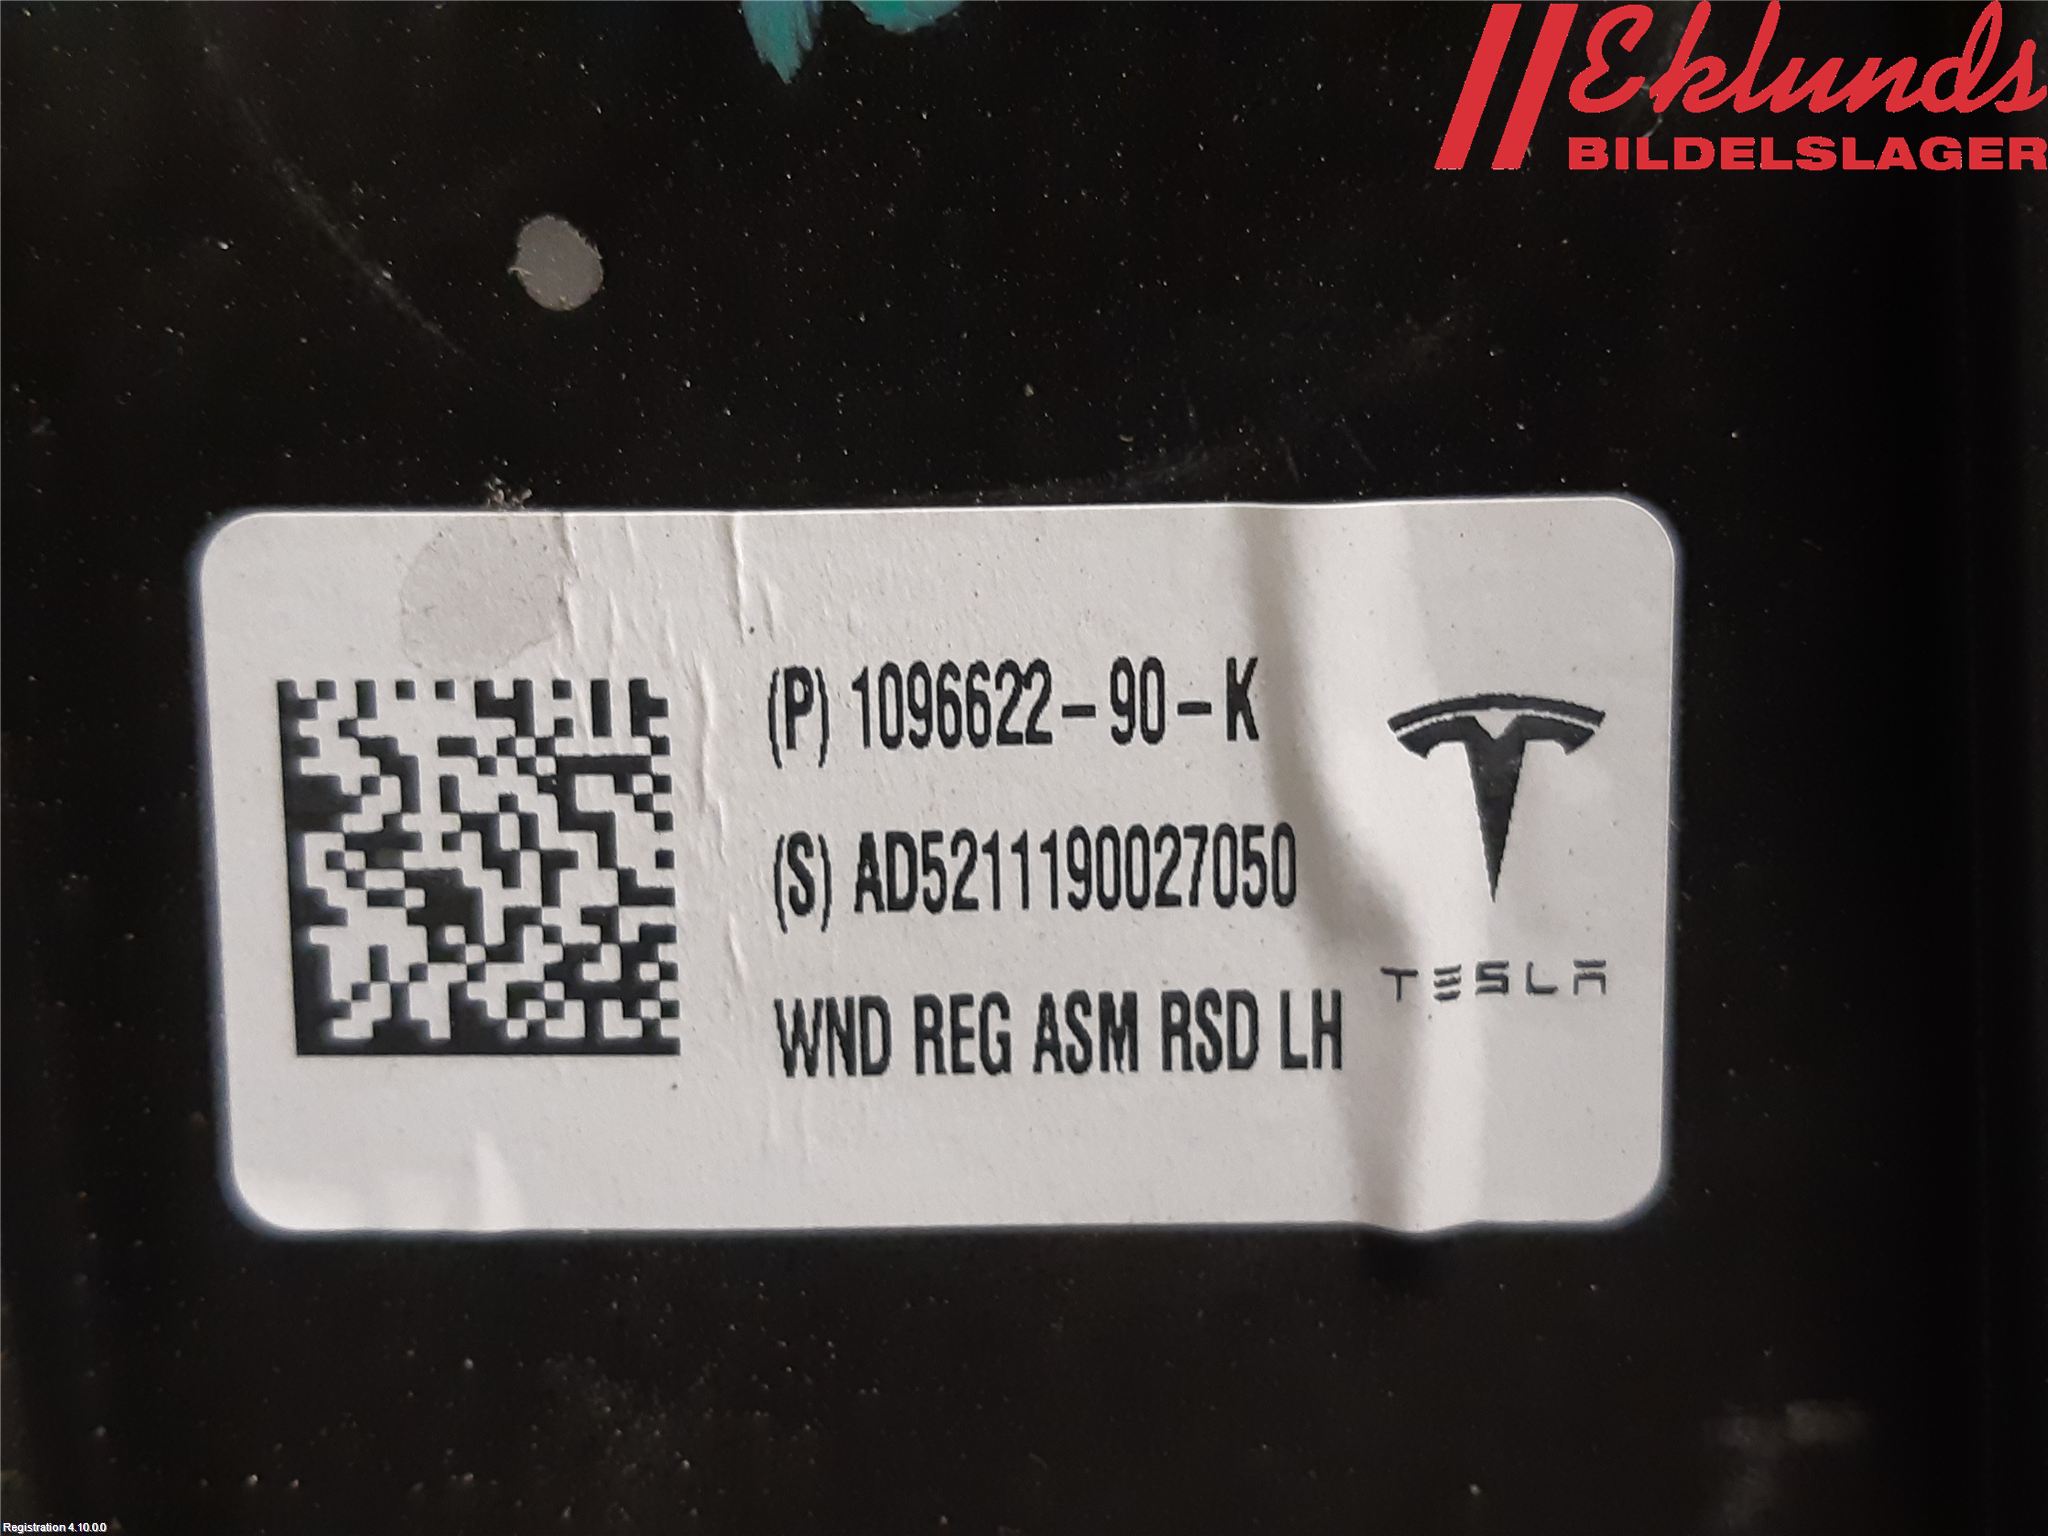 Eklunds
BILDELSLAGER
(P) 1096622-90-K
(S) AD5211190027050
WND REG ASM RSD LH
TESLA
Registration 4.10.0.0